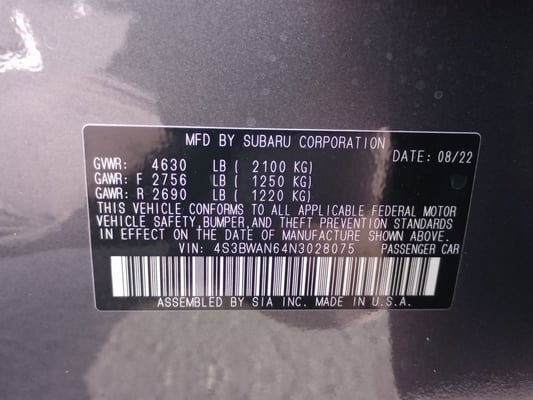 MFD BY SUBARU CORPORATION
DATE: 08/22
GVWR: 4630 LB ( 2100 KG)
GAWR: F 2756 LB ( 1250 KG)
GAWR: R 2690 LB ( 1220 KG)
THIS VEHICLE CONFORMS TO ALL APPLICABLE FEDERAL MOTOR
VEHICLE SAFETY,BUMPER,AND THEFT PREVENTION STANDARDS
IN EFFECT ON THE DATE OF MANUFACTURE SHOWN ABOVE.
VIN: 4S3BWAN64N3028075 PASSENGER CAR
ASSEMBLED BY SIA INC. MADE IN U.S.A.